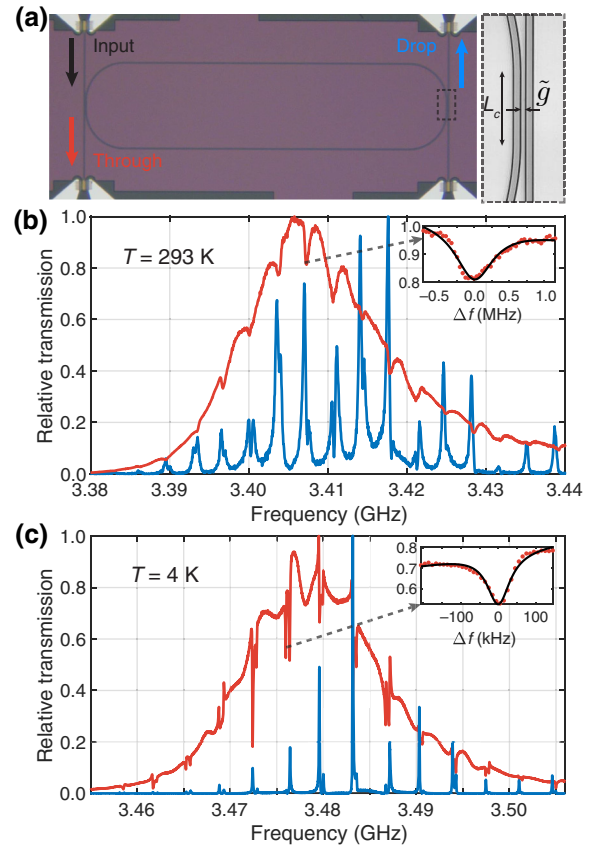 (a)
Input
Drop
Through
L_c
g̃
(b)
T = 293 K
Relative transmission
1.0
0.8
0.6
0.4
0.2
0.0
3.38
3.39
3.40
3.41
3.42
3.43
3.44
Frequency (GHz)
1.0
0.9
0.8
−0.5
0.0
0.5
1.0
Δf (MHz)
(c)
T = 4 K
Relative transmission
1.0
0.8
0.6
0.4
0.2
0.0
3.46
3.47
3.48
3.49
3.50
Frequency (GHz)
0.8
0.7
0.6
−100
0
100
Δf (kHz)